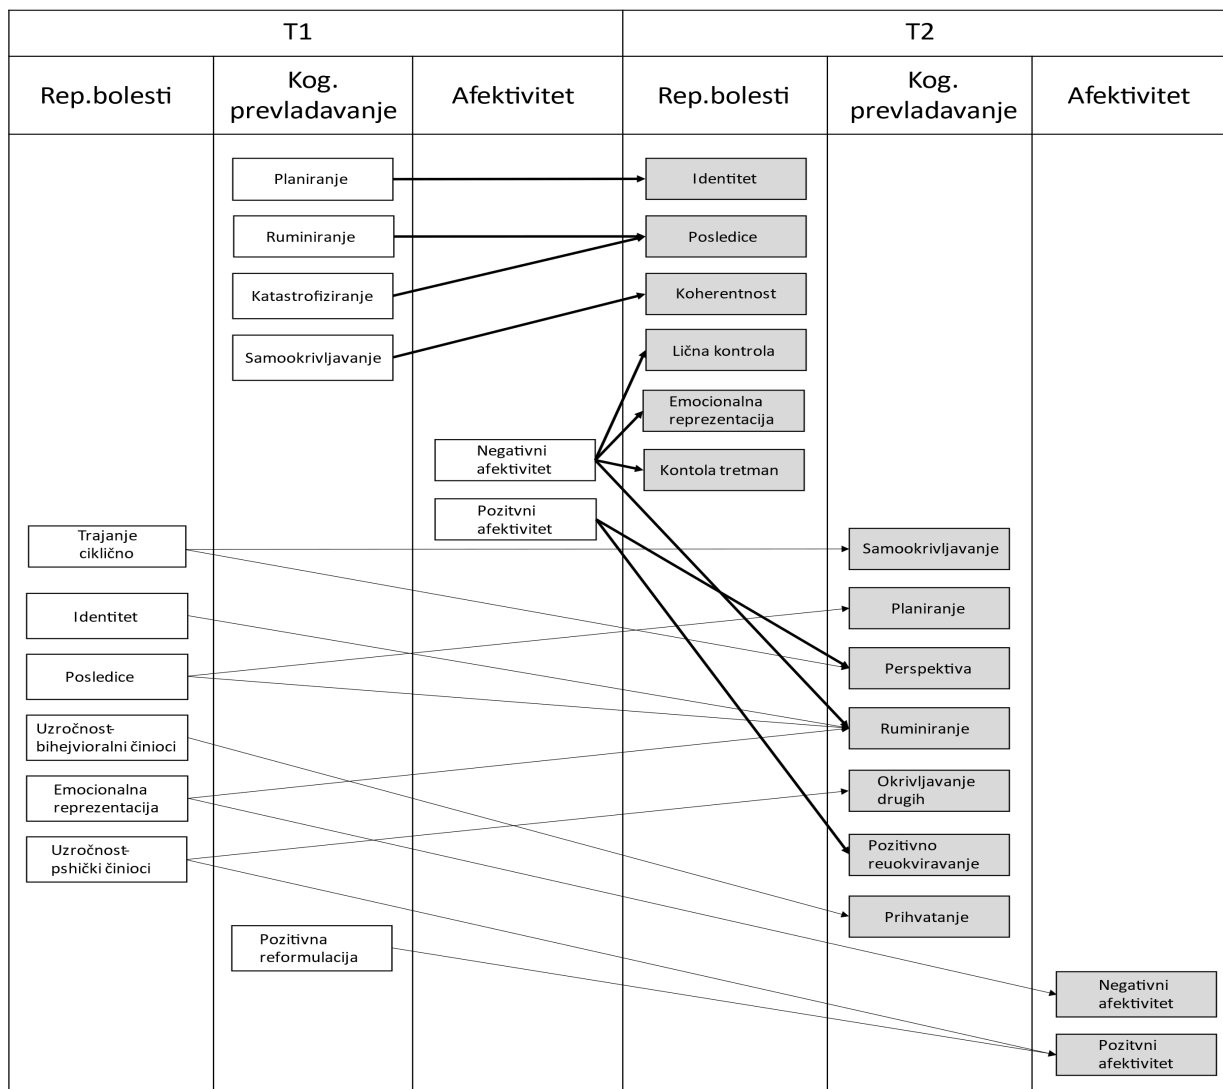 T1
T2
Rep.bolesti
Kog.
prevladavanje
Afektivitet
Rep.bolesti
Kog.
prevladavanje
Afektivitet
Planiranje
Identitet
Ruminiranje
Posledice
Katastrofiziranje
Koherentnost
Samookrivljavanje
Lična kontrola
Emocionalna
reprezentacija
Negativni
afektivitet
Kontola tretman
Pozitvni
afektivitet
Trajanje
ciklično
Samookrivljavanje
Identitet
Planiranje
Posledice
Perspektiva
Uzročnost-
bihejvioralni činioci
Ruminiranje
Emocionalna
reprezentacija
Okrivljavanje
drugih
Uzročnost-
pshički činioci
Pozitivno
reuokviravanje
Prihvatanje
Pozitivna
reformulacija
Negativni
afektivitet
Pozitvni
afektivitet